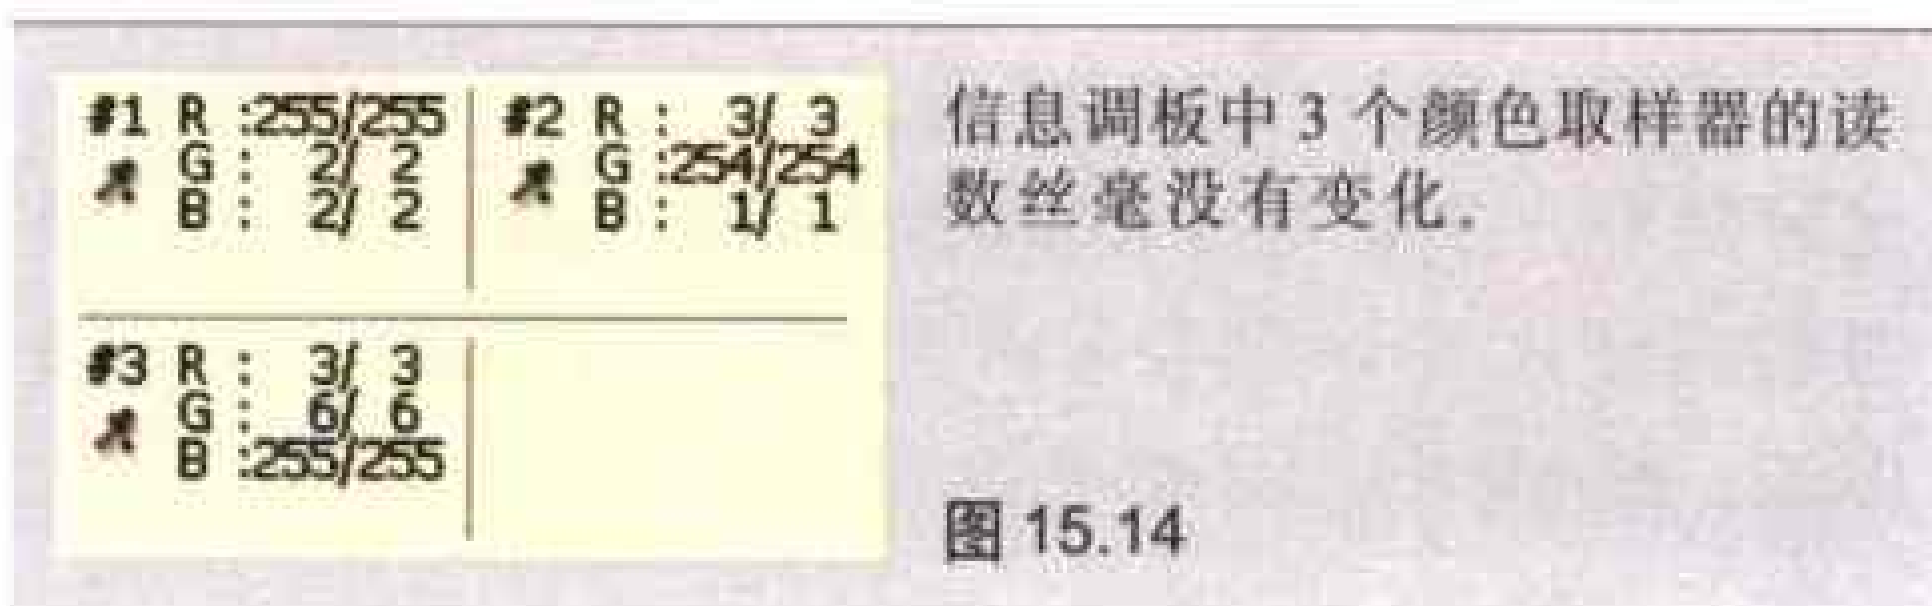 #1 R :255/255
G : 2/ 2
B : 2/ 2
#2 R : 3/ 3
G :254/254
B : 1/ 1
#3 R : 3/ 3
G : 6/ 6
B :255/255
信息调板中 3 个颜色取样器的读
数丝毫没有变化。
图 15.14